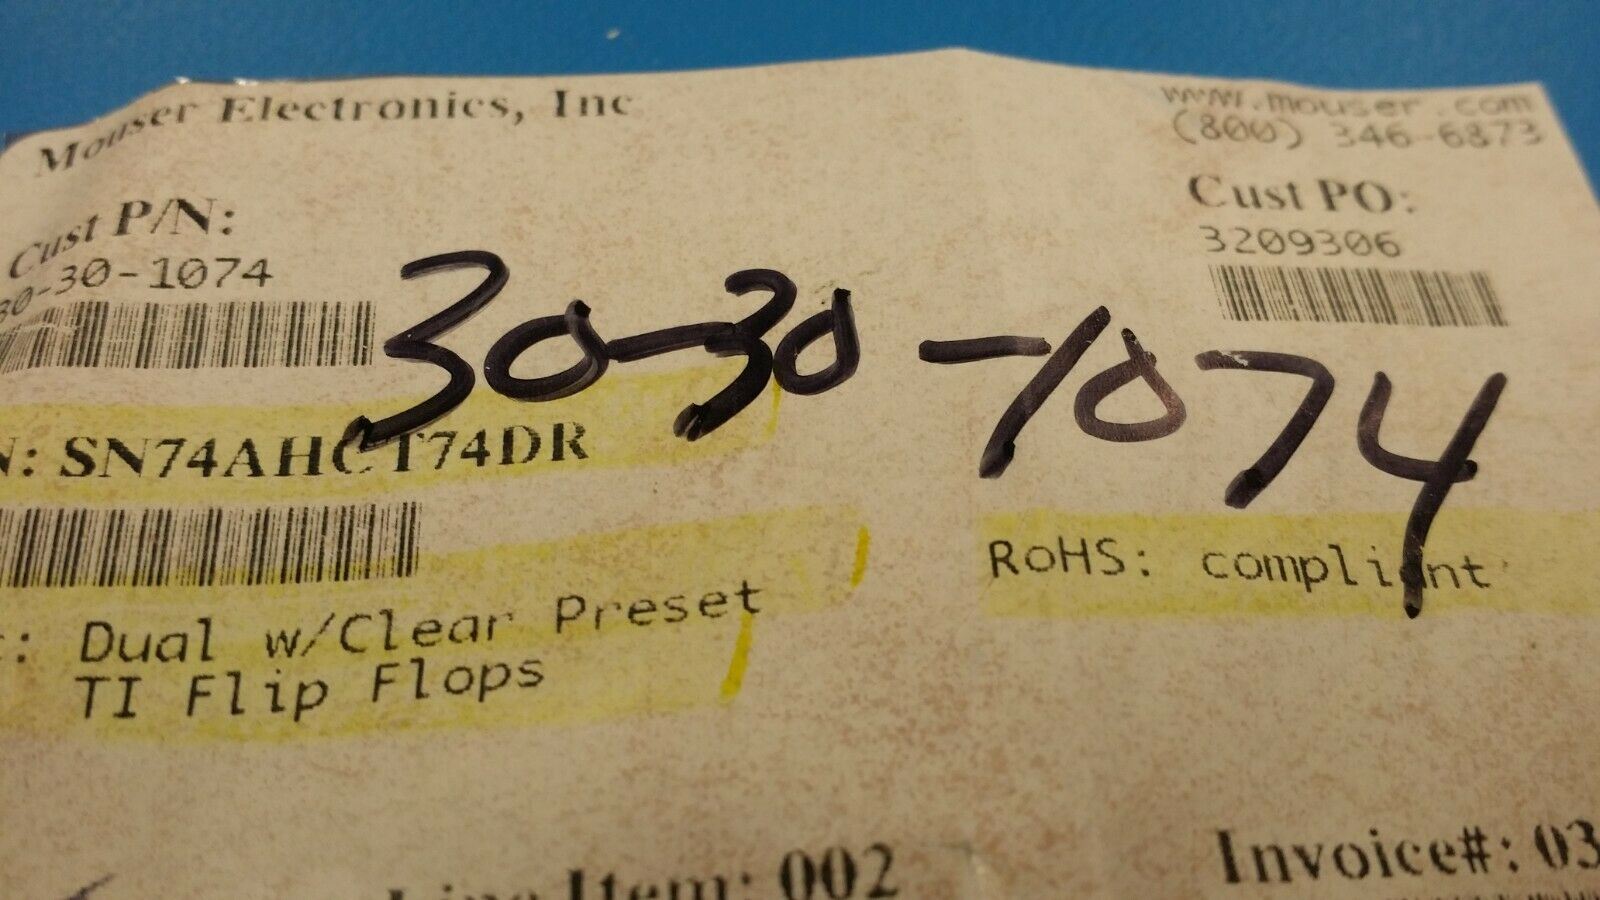 Mouser Electronics, Inc
www.mouser.com
(800) 346-6873
Cust P/N:
30-30-1074
Cust PO:
3209306
30-30-1074
N: SN74AHCT74DR
RoHS: compliant
: Dual w/Clear Preset
TI Flip Flops
Line Item: 002
Invoice#: 03